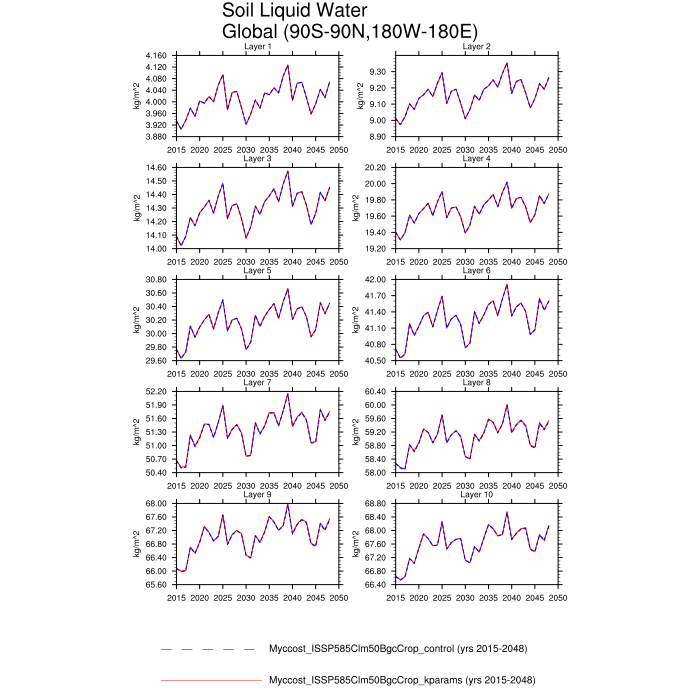 Soil Liquid Water
Global (90S-90N,180W-180E)
Layer 1
4.160
4.120
4.080
4.040
4.000
3.960
3.920
3.880
kg/m^2
2015 2020 2025 2030 2035 2040 2045 2050
Layer 2
9.30
9.20
9.10
9.00
8.90
kg/m^2
2015 2020 2025 2030 2035 2040 2045 2050
Layer 3
14.60
14.50
14.40
14.30
14.20
14.10
14.00
kg/m^2
2015 2020 2025 2030 2035 2040 2045 2050
Layer 4
20.20
20.00
19.80
19.60
19.40
19.20
kg/m^2
2015 2020 2025 2030 2035 2040 2045 2050
Layer 5
30.80
30.60
30.40
30.20
30.00
29.80
29.60
kg/m^2
2015 2020 2025 2030 2035 2040 2045 2050
Layer 6
42.00
41.70
41.40
41.10
40.80
40.50
kg/m^2
2015 2020 2025 2030 2035 2040 2045 2050
Layer 7
52.20
51.90
51.60
51.30
51.00
50.70
50.40
kg/m^2
2015 2020 2025 2030 2035 2040 2045 2050
Layer 8
60.40
60.00
59.60
59.20
58.80
58.40
58.00
kg/m^2
2015 2020 2025 2030 2035 2040 2045 2050
Layer 9
68.00
67.60
67.20
66.80
66.40
66.00
65.60
kg/m^2
2015 2020 2025 2030 2035 2040 2045 2050
Layer 10
68.80
68.40
68.00
67.60
67.20
66.80
66.40
kg/m^2
2015 2020 2025 2030 2035 2040 2045 2050
Myccost_ISSP585Clm50BgcCrop_control (yrs 2015-2048)
Myccost_ISSP585Clm50BgcCrop_kparams (yrs 2015-2048)